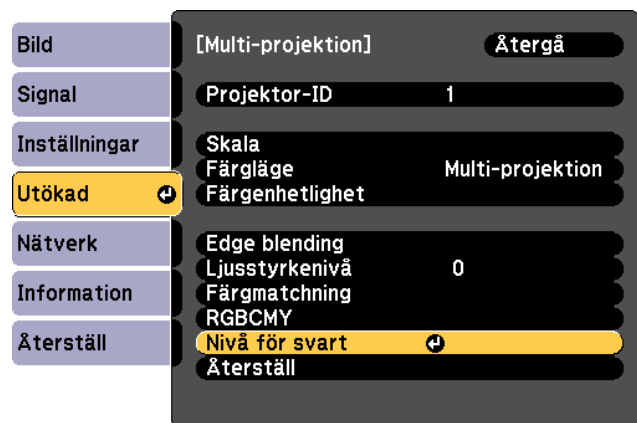 Bild
Signal
Inställningar
Utökad
Nätverk
Information
Återställ
[Multi-projektion] Återgå
Projektor-ID 1
Skala
Färgläge Multi-projektion
Färgenhetlighet
Edge blending
Ljusstyrkenivå 0
Färgmatchning
RGBCMY
Nivå för svart
Återställ